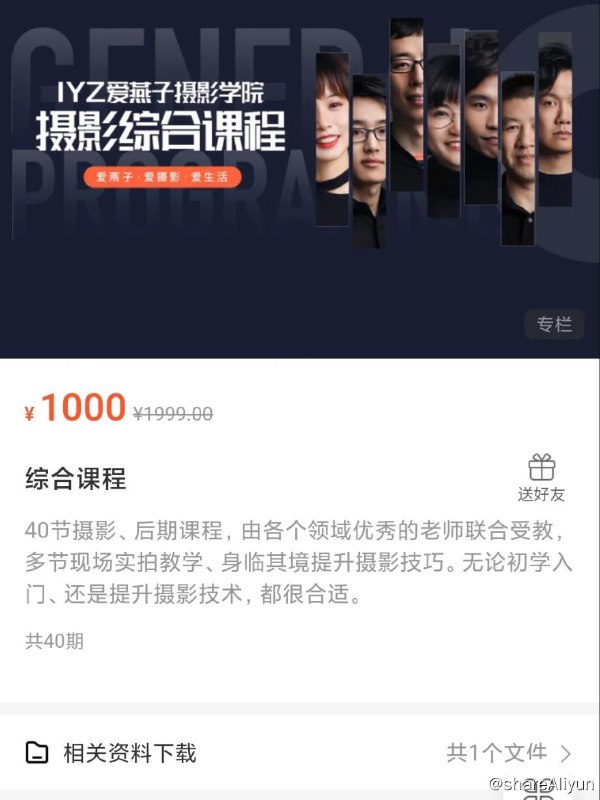 GENERAL
IYZ爱燕子摄影学院
摄影综合课程
PROGRAMME
爱燕子·爱摄影·爱生活
专栏
¥1000 ¥1999.00
综合课程
送好友
40节摄影、后期课程，由各个领域优秀的老师联合受教，
多节现场实拍教学、身临其境提升摄影技巧。无论初学入
门、还是提升摄影技术，都很合适。
共40期
相关资料下载
共1个文件
@shareAliyun